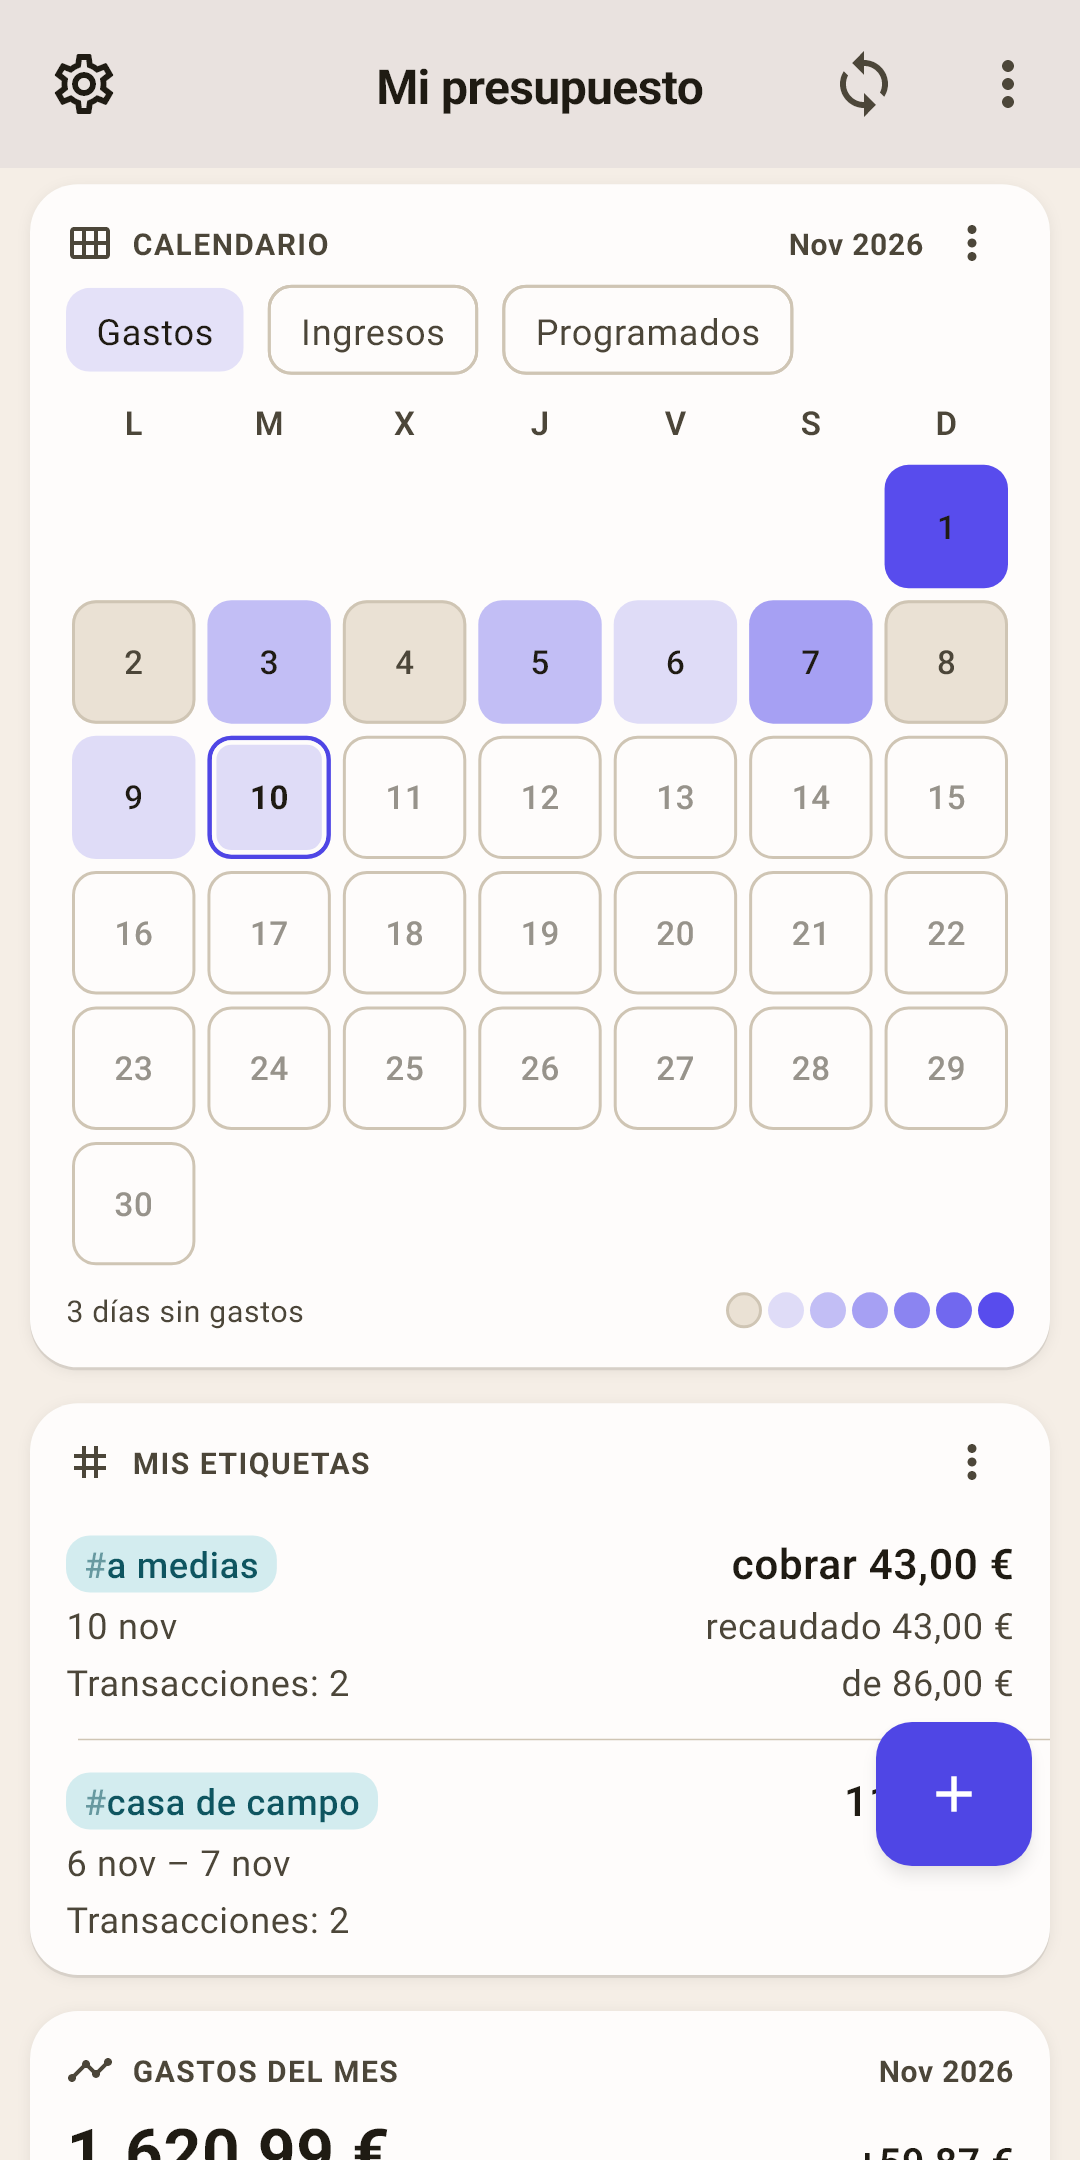 Mi presupuesto
CALENDARIO Nov 2026
Gastos Ingresos Programados
L M X J V S D
1
2 3 4 5 6 7 8
9 10 11 12 13 14 15
16 17 18 19 20 21 22
23 24 25 26 27 28 29
30
3 días sin gastos
MIS ETIQUETAS
#a medias cobrar 43,00 €
10 nov recaudado 43,00 €
Transacciones: 2 de 86,00 €
#casa de campo
6 nov – 7 nov
Transacciones: 2
GASTOS DEL MES Nov 2026
1 620,99 €